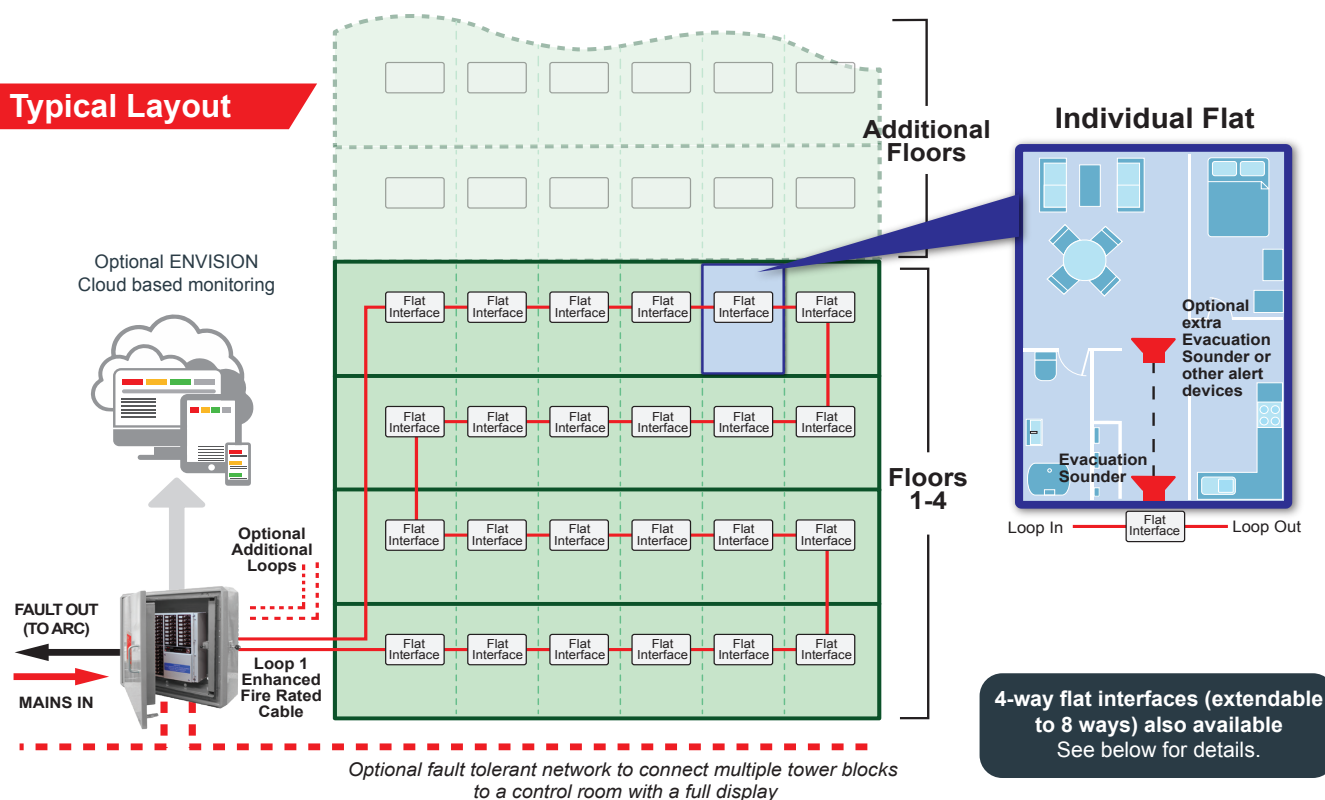 Typical Layout
Additional
Floors
Individual Flat
Optional ENVISION
Cloud based monitoring
Flat
Interface
Flat
Interface
Flat
Interface
Flat
Interface
Flat
Interface
Flat
Interface
Optional
extra
Evacuation
Sounder or
other alert
devices
Flat
Interface
Flat
Interface
Flat
Interface
Flat
Interface
Flat
Interface
Flat
Interface
Evacuation
Sounder
Floors
1-4
Loop In
Flat
Interface
Loop Out
Optional
Additional
Loops
Flat
Interface
Flat
Interface
Flat
Interface
Flat
Interface
Flat
Interface
Flat
Interface
FAULT OUT
(TO ARC)
MAINS IN
Loop 1
Enhanced
Fire Rated
Cable
Flat
Interface
Flat
Interface
Flat
Interface
Flat
Interface
Flat
Interface
Flat
Interface
4-way flat interfaces (extendable
to 8 ways) also available
See below for details.
Optional fault tolerant network to connect multiple tower blocks
to a control room with a full display